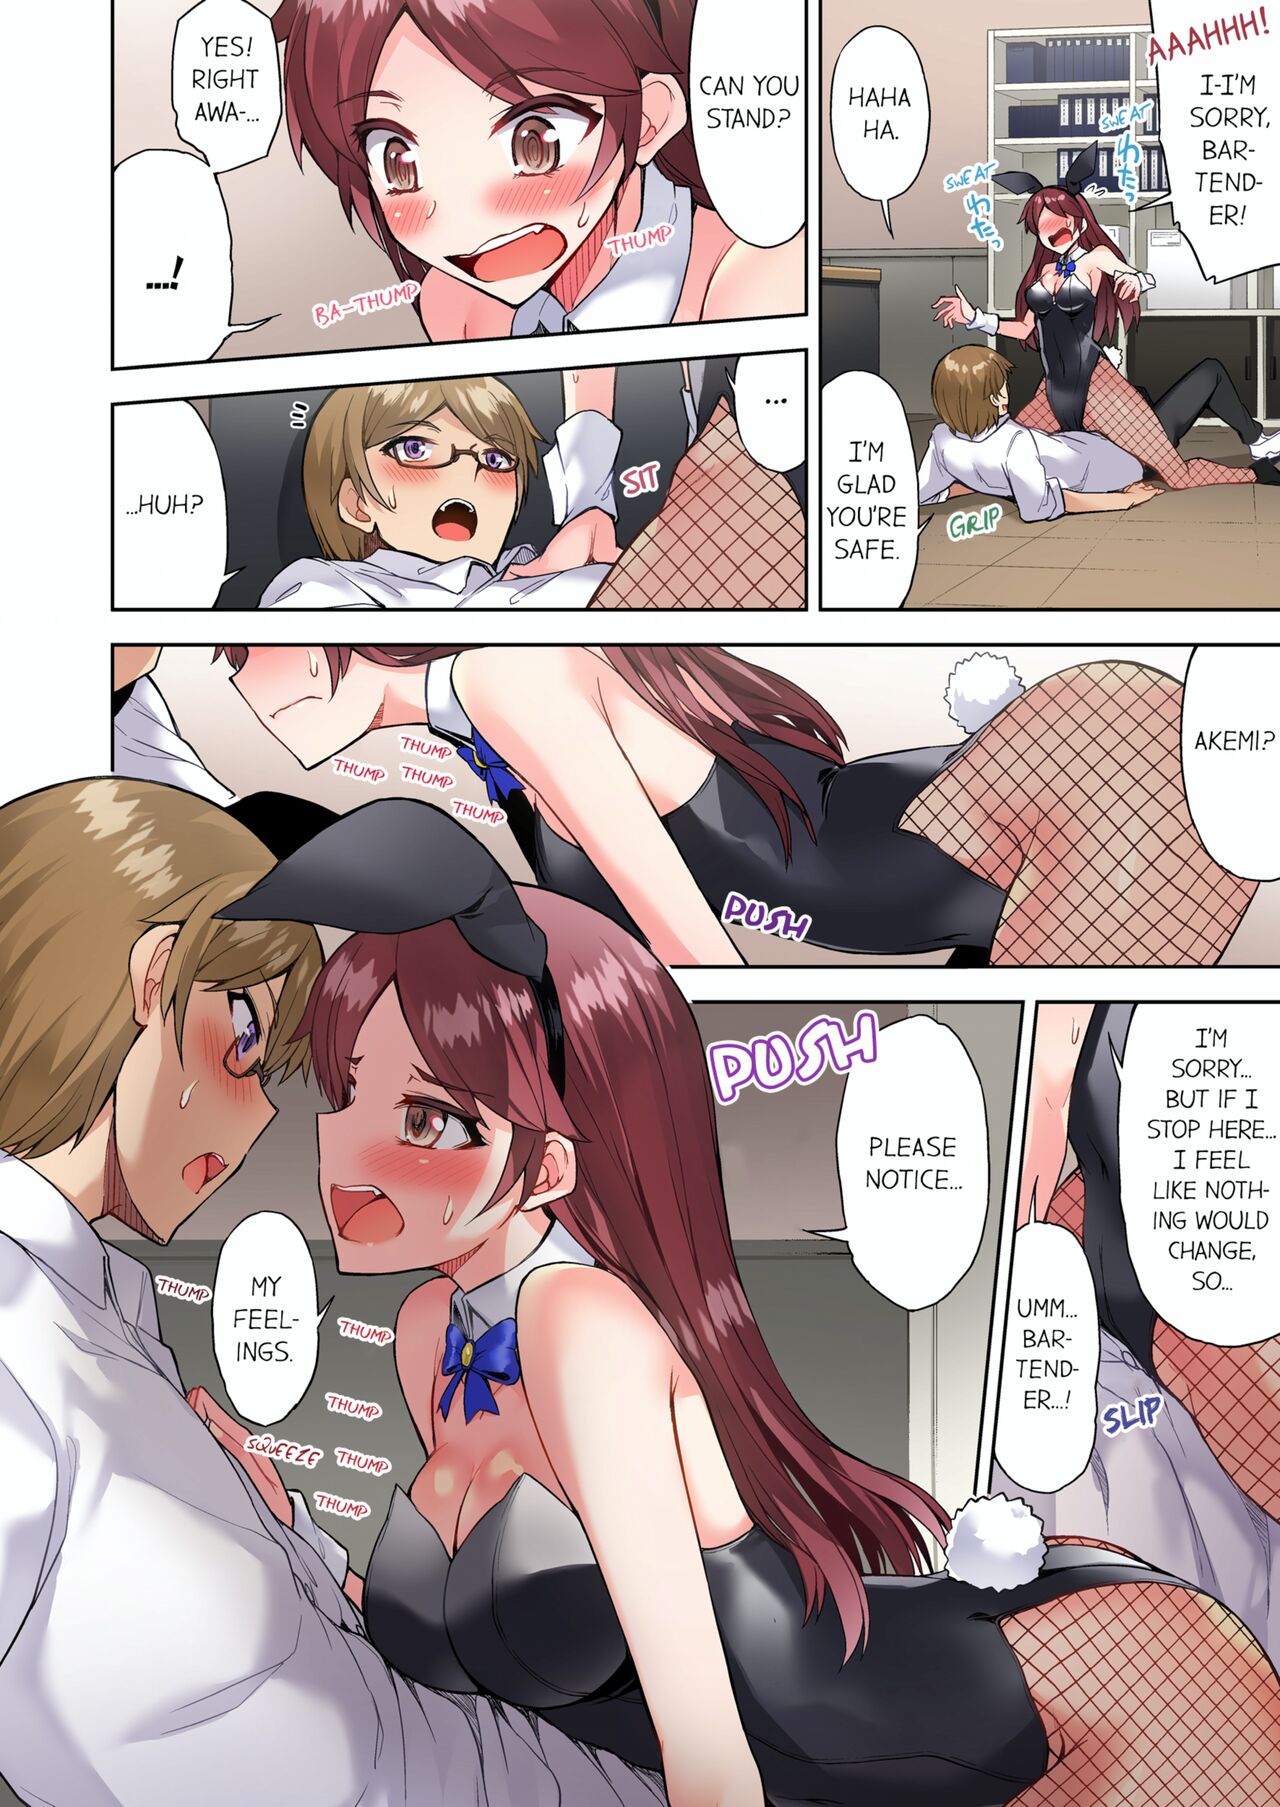 AAAHHH!
I-I'M
SORRY,
BAR-
TEND-
ER!
SWEAT
わたっ
SWEAT
わたっ
HAHA
HA.
I'M
GLAD
YOU'RE
SAFE.
GRIP
CAN YOU
STAND?
THUMP
BA-THUMP
YES!
RIGHT
AWA-...
....!
...
SIT
...HUH?
AKEMI?
THUMP
THUMP THUMP
THUMP
PUSH
I'M
SORRY...
BUT IF I
STOP HERE...
I FEEL
LIKE NOTH-
ING WOULD
CHANGE,
SO...
UMM...
BAR-
TEND-
ER...!
SLIP
PUSH
PLEASE
NOTICE...
MY
FEEL-
INGS.
THUMP
THUMP
THUMP
SQUEEZE
THUMP
THUMP